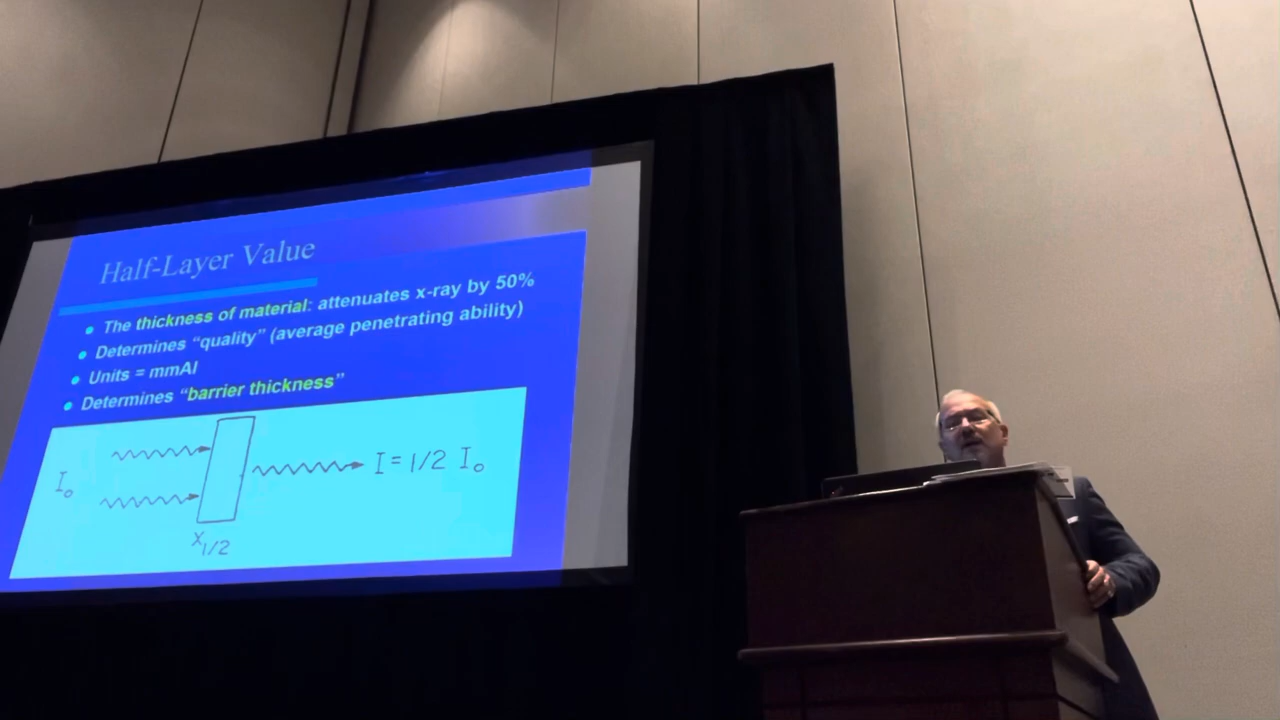 Half-Layer Value
The thickness of material: attenuates x-ray by 50%
Determines “quality” (average penetrating ability)
Units = mmAl
Determines “barrier thickness”
I₀
I = 1/2 I₀
X₁/₂